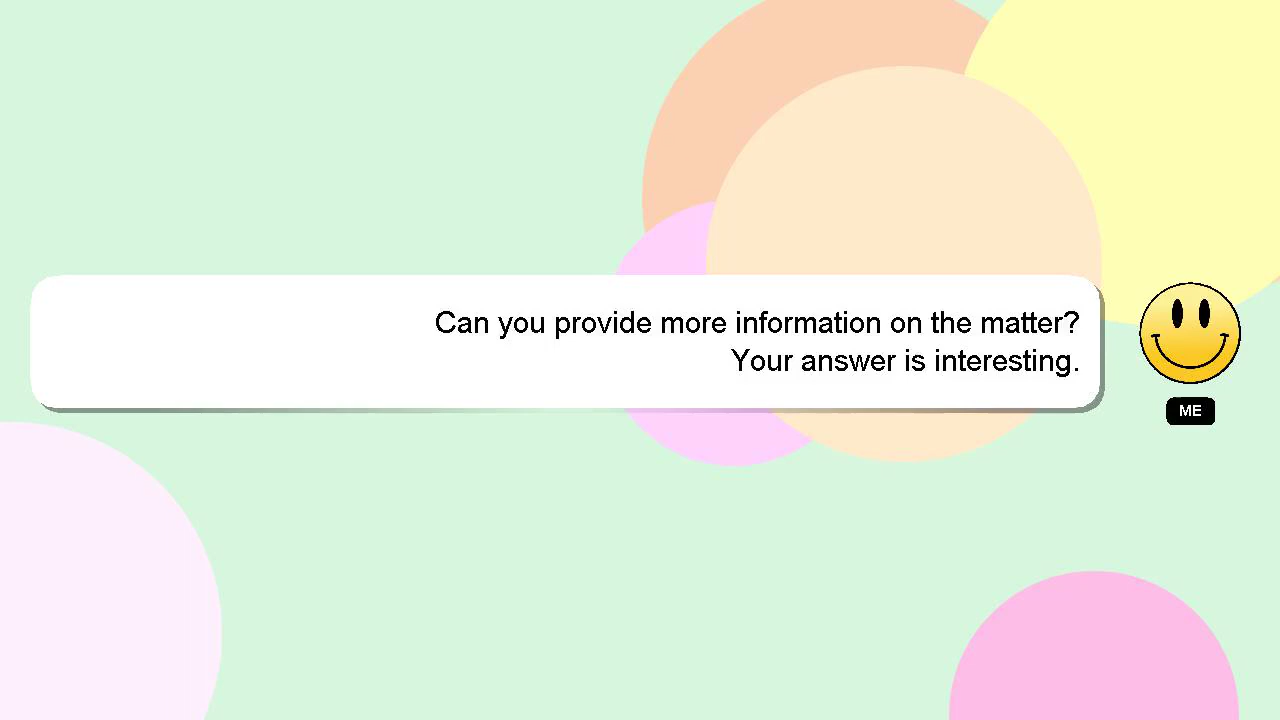 Can you provide more information on the matter?
Your answer is interesting.
ME